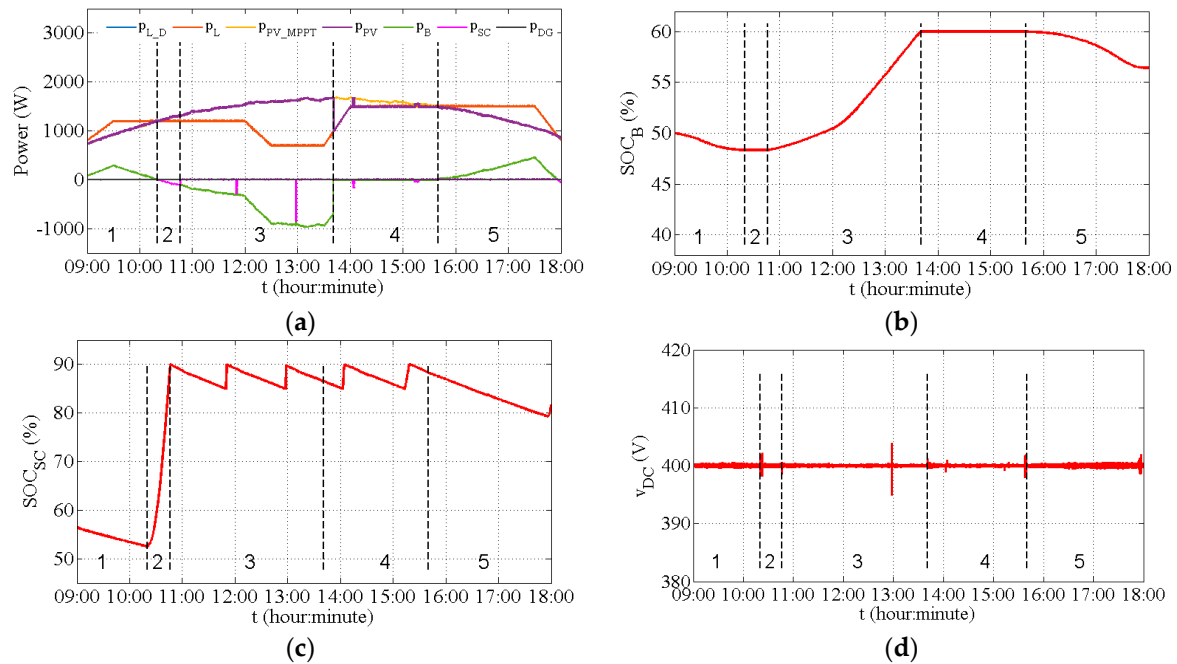 p_L_D p_L p_PV_MPPT p_PV p_B p_SC p_DG
3000
2000
1000
0
-1000
Power (W)
1 2 3 4 5
09:00 10:00 11:00 12:00 13:00 14:00 15:00 16:00 17:00 18:00
t (hour:minute)
(a)
60
55
50
45
40
SOC_B (%)
1 2 3 4 5
09:00 10:00 11:00 12:00 13:00 14:00 15:00 16:00 17:00 18:00
t (hour:minute)
(b)
90
80
70
60
50
SOC_SC (%)
1 2 3 4 5
09:00 10:00 11:00 12:00 13:00 14:00 15:00 16:00 17:00 18:00
t (hour:minute)
(c)
420
410
400
390
380
v_DC (V)
1 2 3 4 5
09:00 10:00 11:00 12:00 13:00 14:00 15:00 16:00 17:00 18:00
t (hour:minute)
(d)